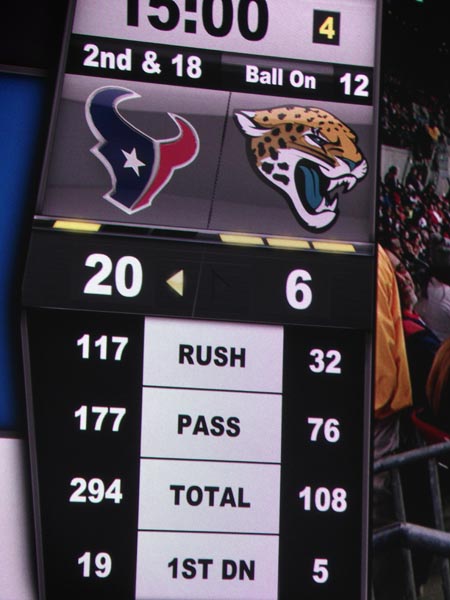 15:00 4
2nd & 18 Ball On 12
20 6
117 RUSH 32
177 PASS 76
294 TOTAL 108
19 1ST DN 5